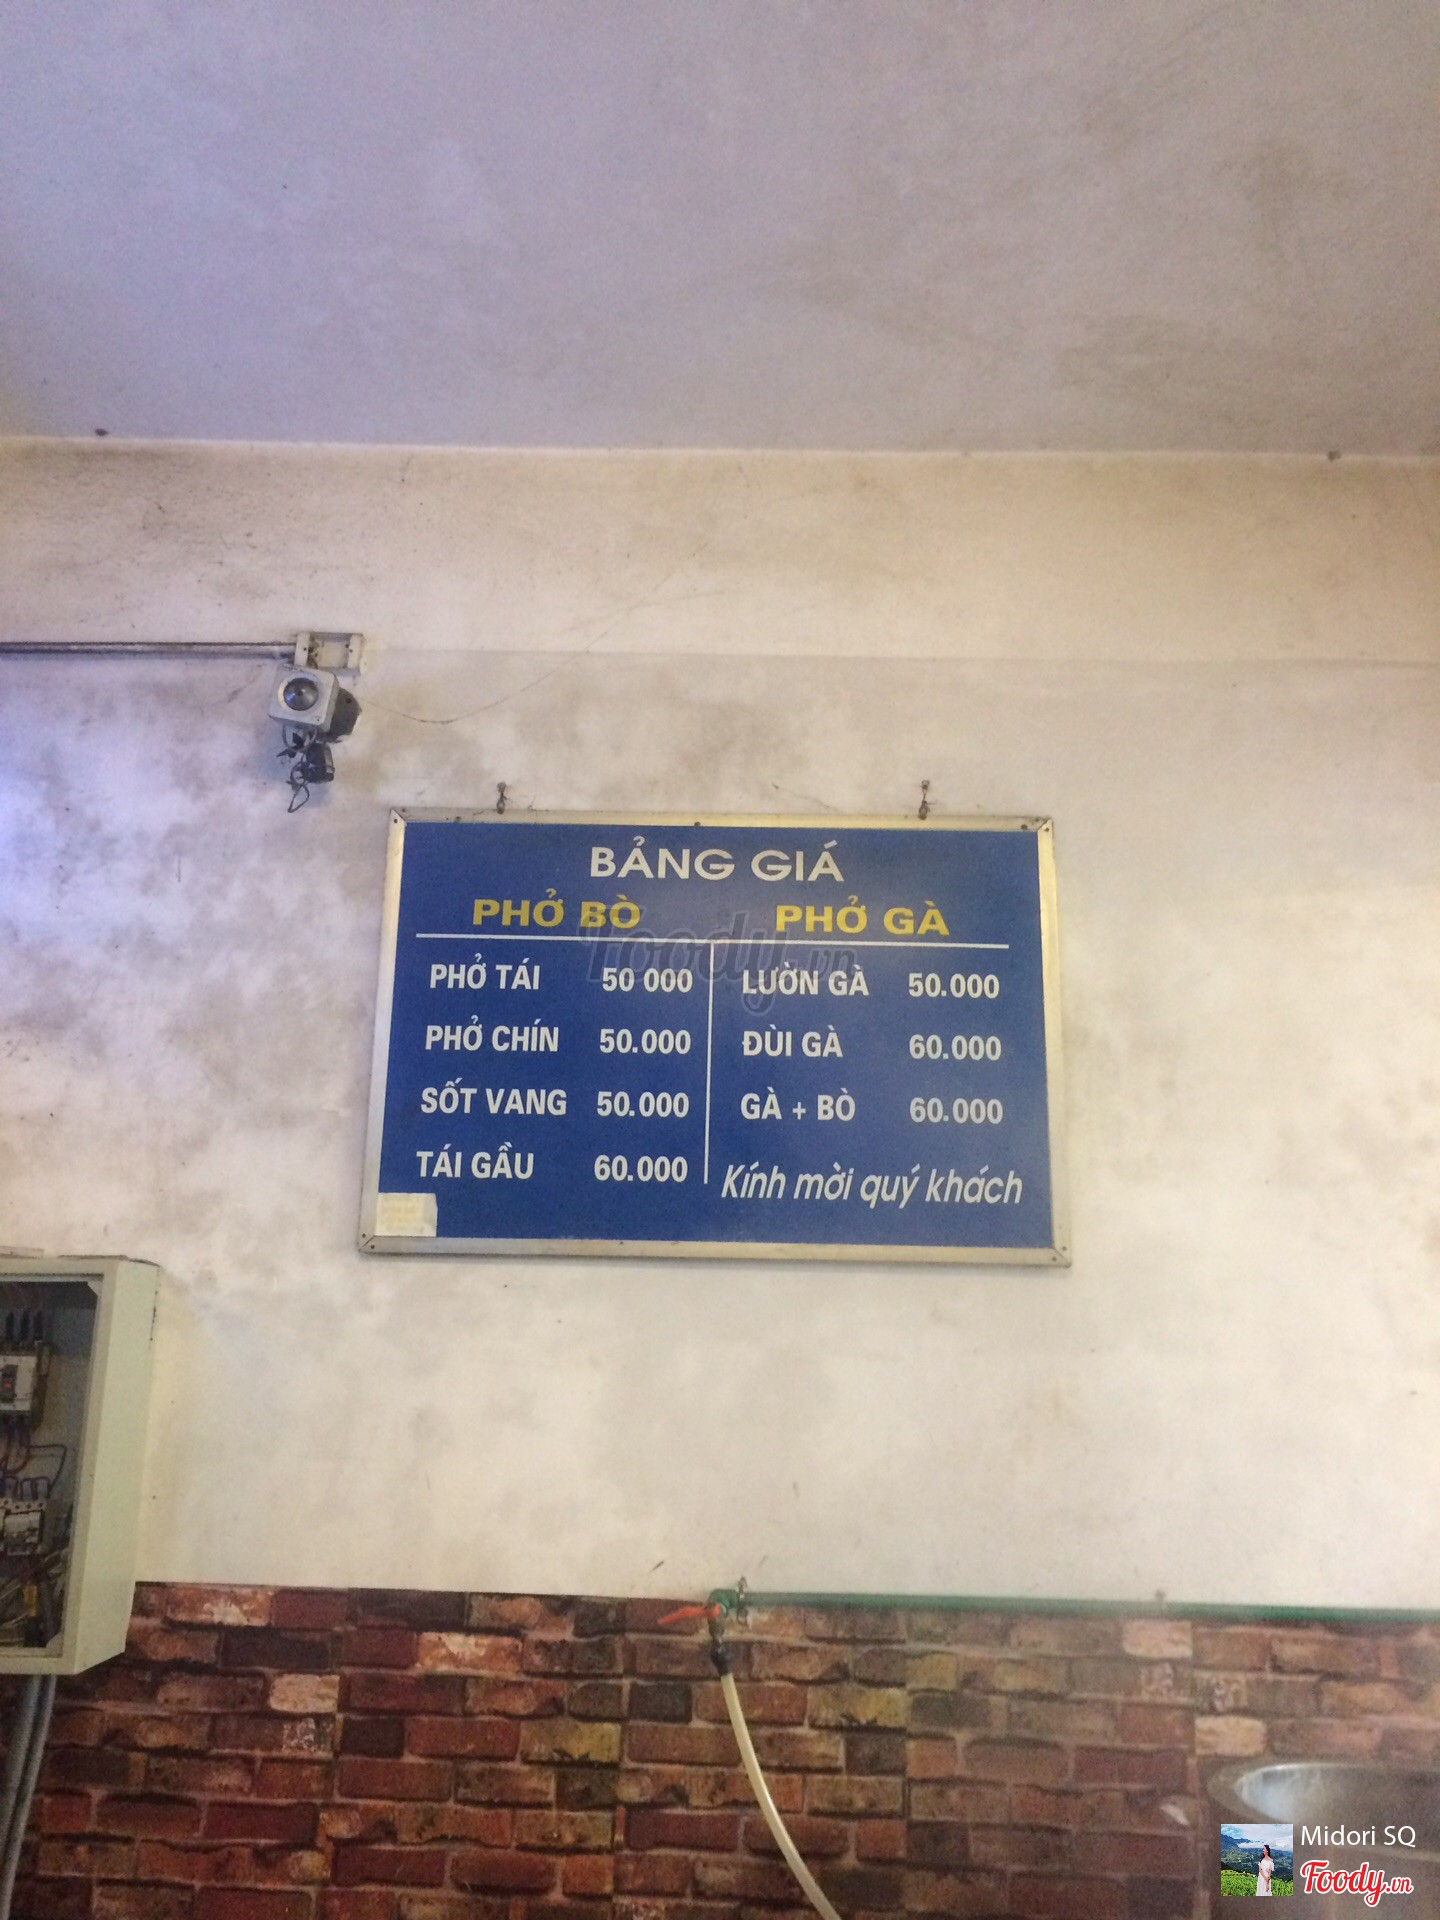 BẢNG GIÁ
PHỞ BÒ
PHỞ TÁI 50 000
PHỞ CHÍN 50.000
SỐT VANG 50.000
TÁI GẦU 60.000
PHỞ GÀ
LƯỜN GÀ 50.000
ĐÙI GÀ 60.000
GÀ + BÒ 60.000
Kính mời quý khách
Foody.vn
Midori SQ
Foody.vn